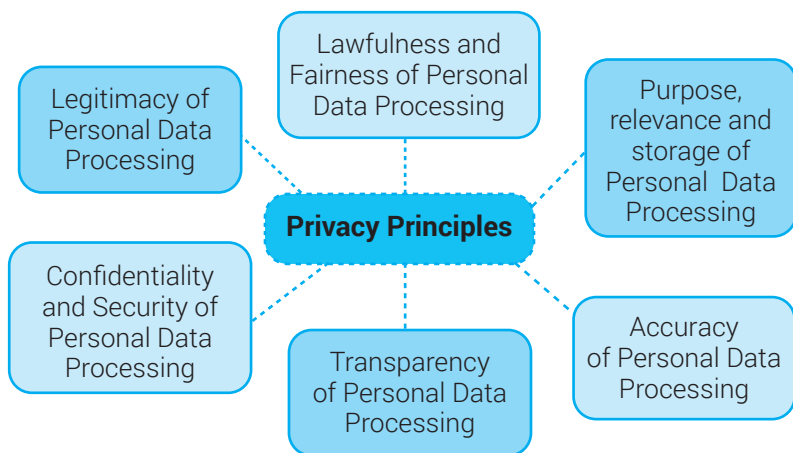 Lawfulness and
Fairness of Personal
Data Processing
Legitimacy of
Personal Data
Processing
Purpose,
relevance and
storage of
Personal Data
Processing
Privacy Principles
Confidentiality
and Security of
Personal Data
Processing
Transparency
of Personal Data
Processing
Accuracy
of Personal Data
Processing